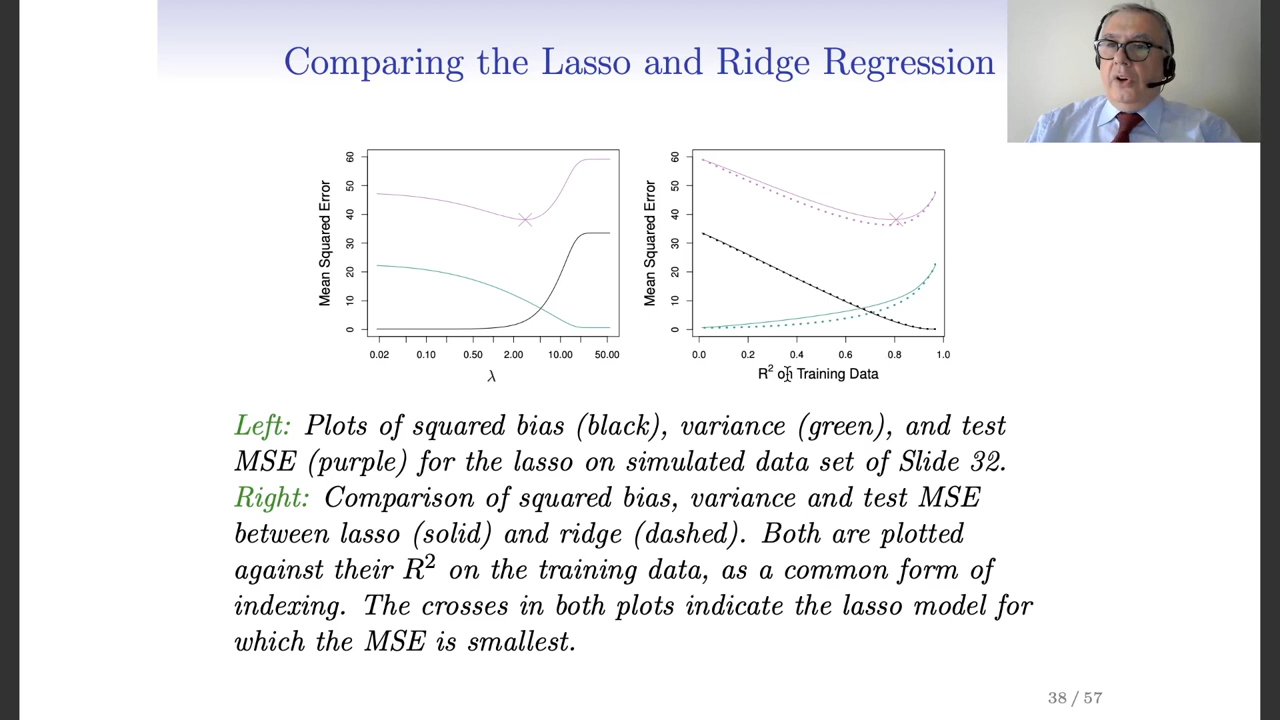 Comparing the Lasso and Ridge Regression
Mean Squared Error
60
50
40
30
20
10
0
0.02 0.10 0.50 2.00 10.00 50.00
λ
Mean Squared Error
60
50
40
30
20
10
0
0.0 0.2 0.4 0.6 0.8 1.0
R² on Training Data
Left: Plots of squared bias (black), variance (green), and test
MSE (purple) for the lasso on simulated data set of Slide 32.
Right: Comparison of squared bias, variance and test MSE
between lasso (solid) and ridge (dashed). Both are plotted
against their R² on the training data, as a common form of
indexing. The crosses in both plots indicate the lasso model for
which the MSE is smallest.
38 / 57